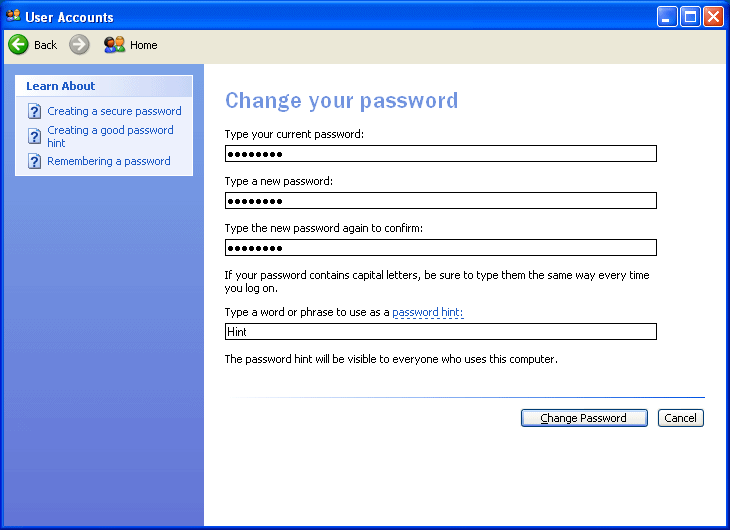 User Accounts
Back
Home
Learn About
Creating a secure password
Creating a good password
hint
Remembering a password
Change your password
Type your current password:
●●●●●●●●
Type a new password:
●●●●●●●●
Type the new password again to confirm:
●●●●●●●●
If your password contains capital letters, be sure to type them the same way every time
you log on.
Type a word or phrase to use as a password hint:
Hint
The password hint will be visible to everyone who uses this computer.
Change Password
Cancel